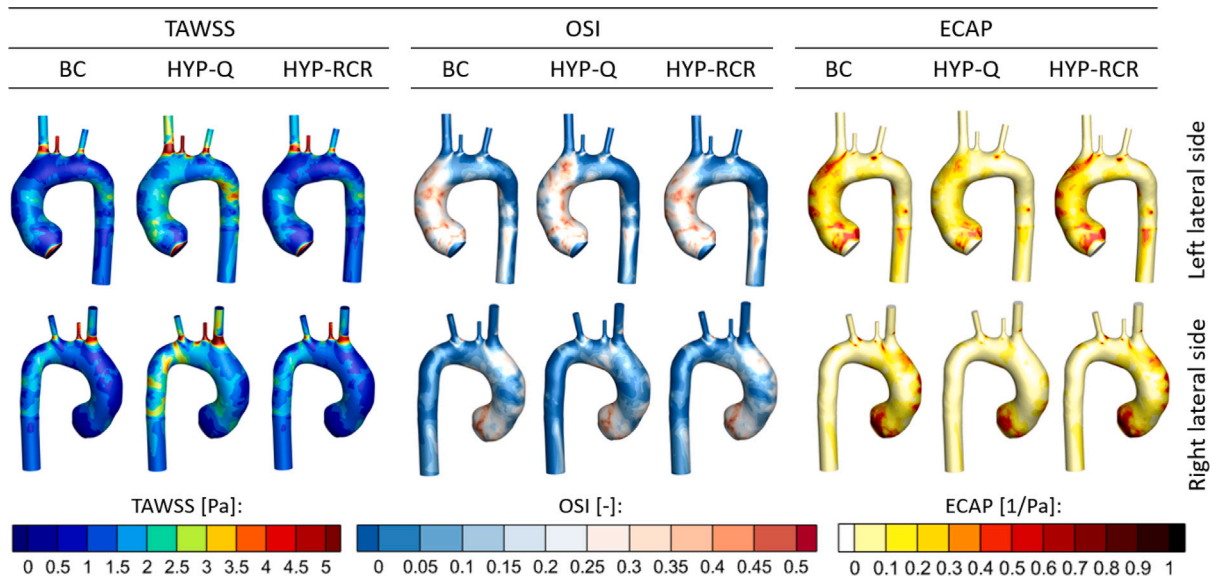 TAWSS OSI ECAP
BC HYP-Q HYP-RCR BC HYP-Q HYP-RCR BC HYP-Q HYP-RCR
Left lateral side
Right lateral side
TAWSS [Pa]: OSI [-]: ECAP [1/Pa]:
0 0.5 1 1.5 2 2.5 3 3.5 4 4.5 5 0 0.05 0.1 0.15 0.2 0.25 0.3 0.35 0.4 0.45 0.5 0 0.1 0.2 0.3 0.4 0.5 0.6 0.7 0.8 0.9 1